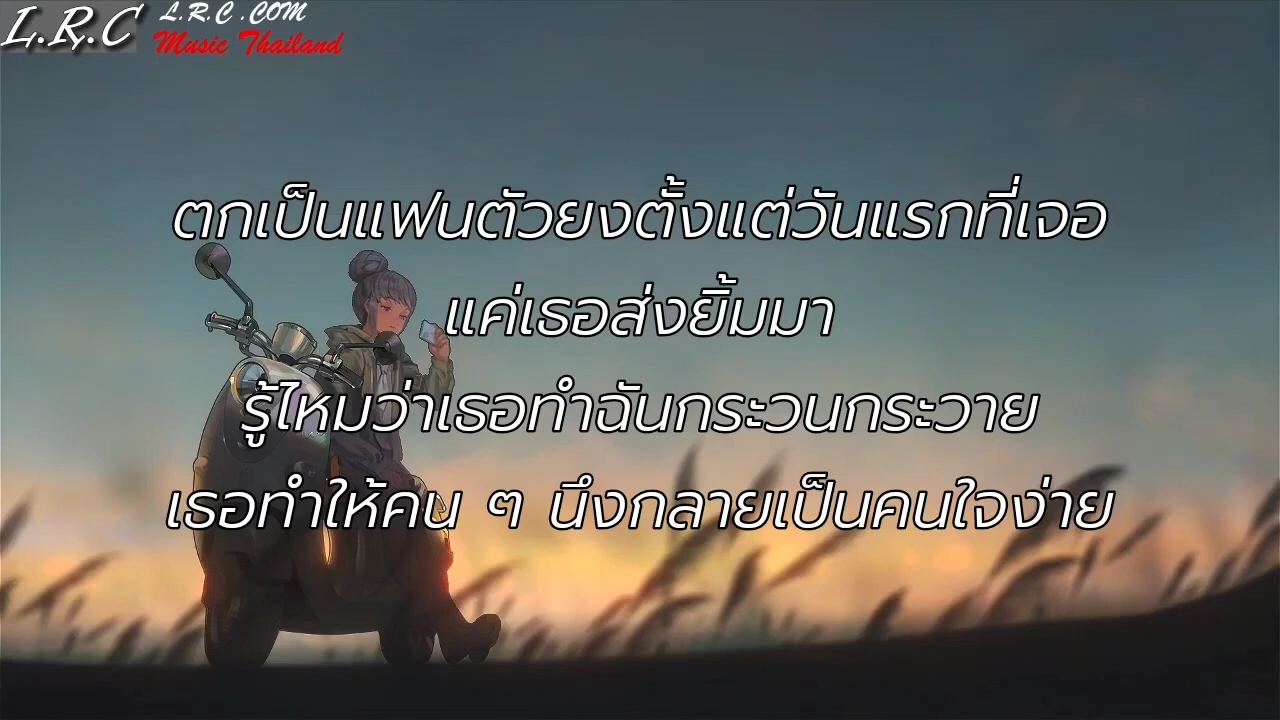 L.R.C
L.R.C .COM
Music Thailand
ตกเป็นแฟนตัวยงตั้งแต่วันแรกที่เจอ
แค่เธอส่งยิ้มมา
รู้ไหมว่าเธอทำฉันกระวนกระวาย
เธอทำให้คน ๆ นึงกลายเป็นคนใจง่าย